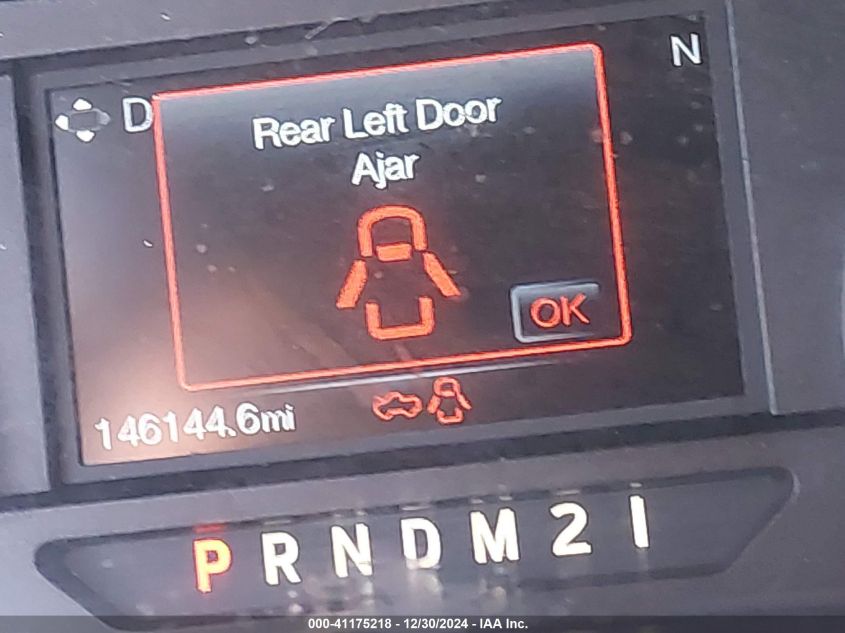 N
D
Rear Left Door
Ajar
OK
146144.6mi
P R N D M 2 1
000-41175218 - 12/30/2024 - IAA Inc.